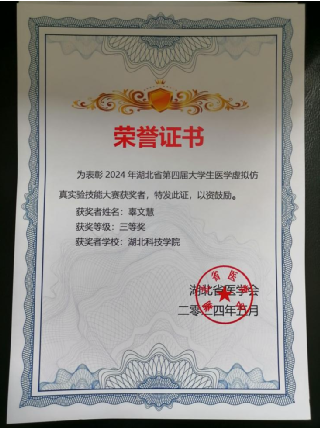 荣誉证书
为表彰 2024 年湖北省第四届大学生医学虚拟仿
真实验技能大赛获奖者，特发此证，以资鼓励。
获奖者姓名：辜文慧
获奖等级：三等奖
获奖者学校：湖北科技学院
湖北省医学会
二〇二四年五月